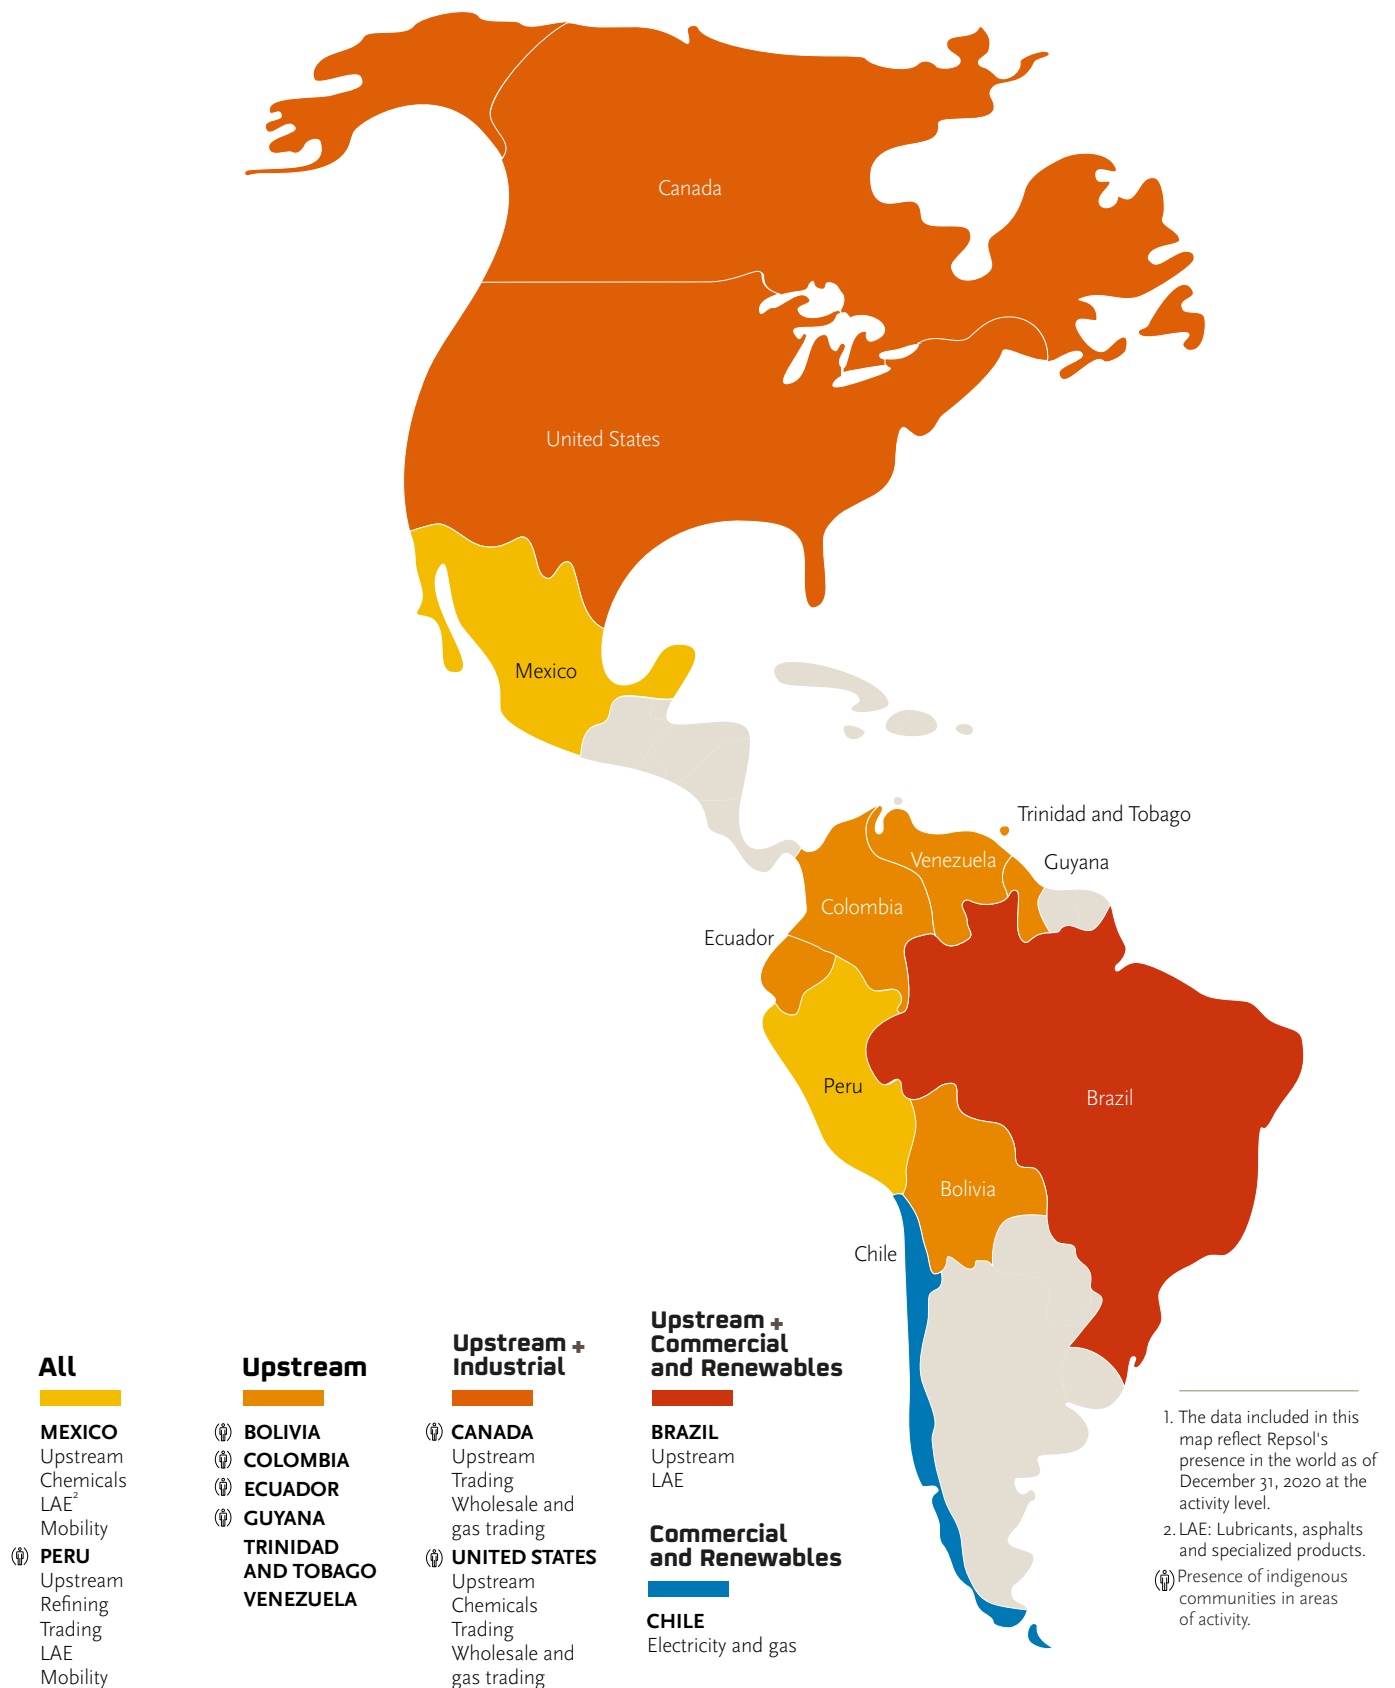 Canada
United States
Mexico
Trinidad and Tobago
Venezuela
Guyana
Colombia
Ecuador
Peru
Brazil
Bolivia
Chile
All
MEXICO
Upstream
Chemicals
LAE²
Mobility
PERU
Upstream
Refining
Trading
LAE
Mobility
Upstream
BOLIVIA
COLOMBIA
ECUADOR
GUYANA
TRINIDAD
AND TOBAGO
VENEZUELA
Upstream +
Industrial
CANADA
Upstream
Trading
Wholesale and
gas trading
UNITED STATES
Upstream
Chemicals
Trading
Wholesale and
gas trading
Upstream +
Commercial
and Renewables
BRAZIL
Upstream
LAE
Commercial
and Renewables
CHILE
Electricity and gas
1. The data included in this
map reflect Repsol's
presence in the world as of
December 31, 2020 at the
activity level.
2. LAE: Lubricants, asphalts
and specialized products.
Presence of indigenous
communities in areas
of activity.